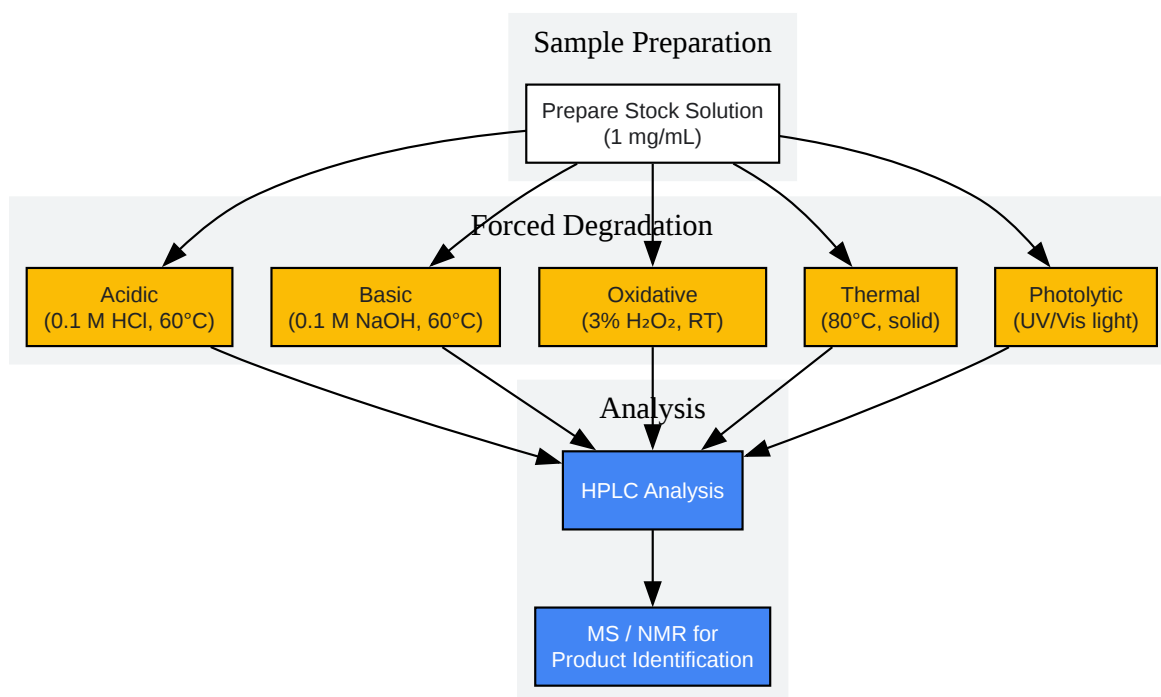 Sample Preparation
Prepare Stock Solution
(1 mg/mL)
Forced Degradation
Acidic
(0.1 M HCl, 60°C)
Basic
(0.1 M NaOH, 60°C)
Oxidative
(3% H₂O₂, RT)
Thermal
(80°C, solid)
Photolytic
(UV/Vis light)
Analysis
HPLC Analysis
MS / NMR for
Product Identification